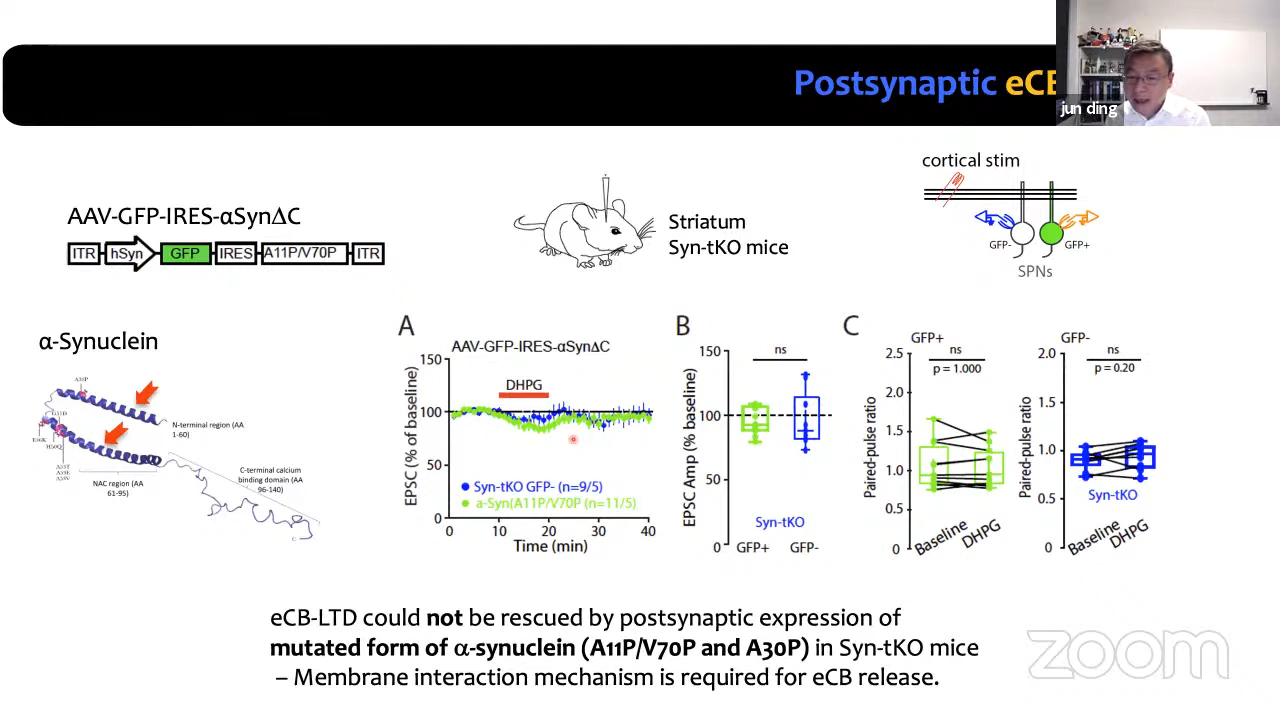 Postsynaptic eCB
jun ding
cortical stim
AAV-GFP-IRES-αSynΔC
ITR hSyn GFP IRES A11P/V70P ITR
Striatum
Syn-tKO mice
GFP- GFP+
SPNs
α-Synuclein
A30P
G51D
E46K
H50Q
A53T
A53E
A53V
N-terminal region (AA
1-60)
NAC region (AA
61-95)
C-terminal calcium
binding domain (AA
96-140)
C
A
AAV-GFP-IRES-αSynΔC
EPSC (% of baseline)
150
100
50
0
DHPG
Syn-tKO GFP- (n=9/5)
a-Syn(A11P/V70P (n=11/5)
0 10 20 30 40
Time (min)
B
EPSC Amp (% baseline)
150
100
50
0
ns
Syn-tKO
GFP+ GFP-
C
GFP+
Paired-pulse ratio
2.5
2.0
1.5
1.0
0.5
0
ns
p = 1.000
Baseline DHPG
GFP-
Paired-pulse ratio
2.0
1.5
1.0
0.5
0
ns
p = 0.20
Syn-tKO
Baseline DHPG
eCB-LTD could not be rescued by postsynaptic expression of
mutated form of α-synuclein (A11P/V70P and A30P) in Syn-tKO mice
– Membrane interaction mechanism is required for eCB release.
zoom